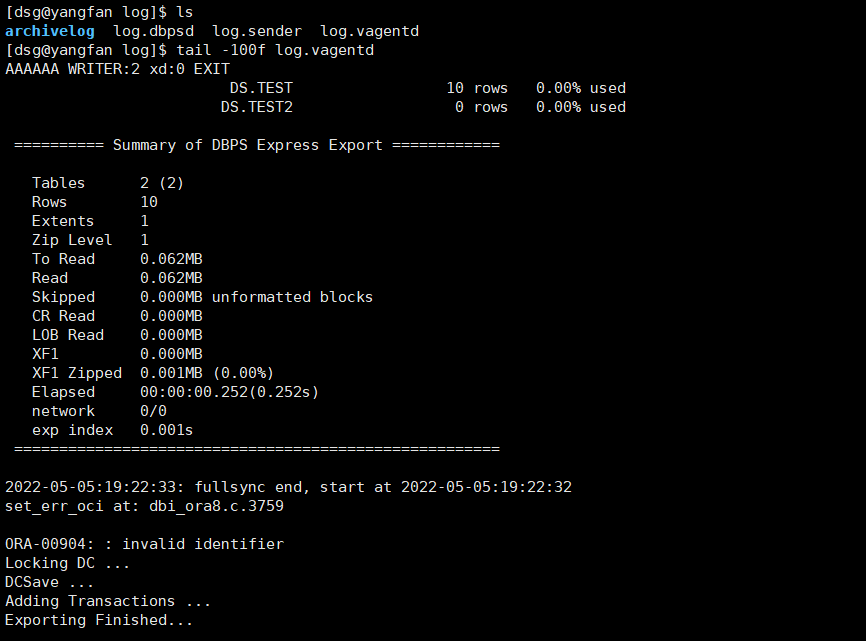 [dsg@yangfan log]$ ls
archivelog  log.dbpsd  log.sender  log.vagentd
[dsg@yangfan log]$ tail -100f log.vagentd
AAAAAA WRITER:2 xd:0 EXIT
                         DS.TEST                 10 rows   0.00% used
                        DS.TEST2                  0 rows   0.00% used
 ========== Summary of DBPS Express Export ============
   Tables      2 (2)
   Rows        10
   Extents     1
   Zip Level   1
   To Read     0.062MB
   Read        0.062MB
   Skipped     0.000MB unformatted blocks
   CR Read     0.000MB
   LOB Read    0.000MB
   XF1         0.000MB
   XF1 Zipped  0.001MB (0.00%)
   Elapsed     00:00:00.252(0.252s)
   network     0/0
   exp index   0.001s
 ======================================================
2022-05-05:19:22:33: fullsync end, start at 2022-05-05:19:22:32
set_err_oci at: dbi_ora8.c.3759
ORA-00904: : invalid identifier
Locking DC ...
DCSave ...
Adding Transactions ...
Exporting Finished...